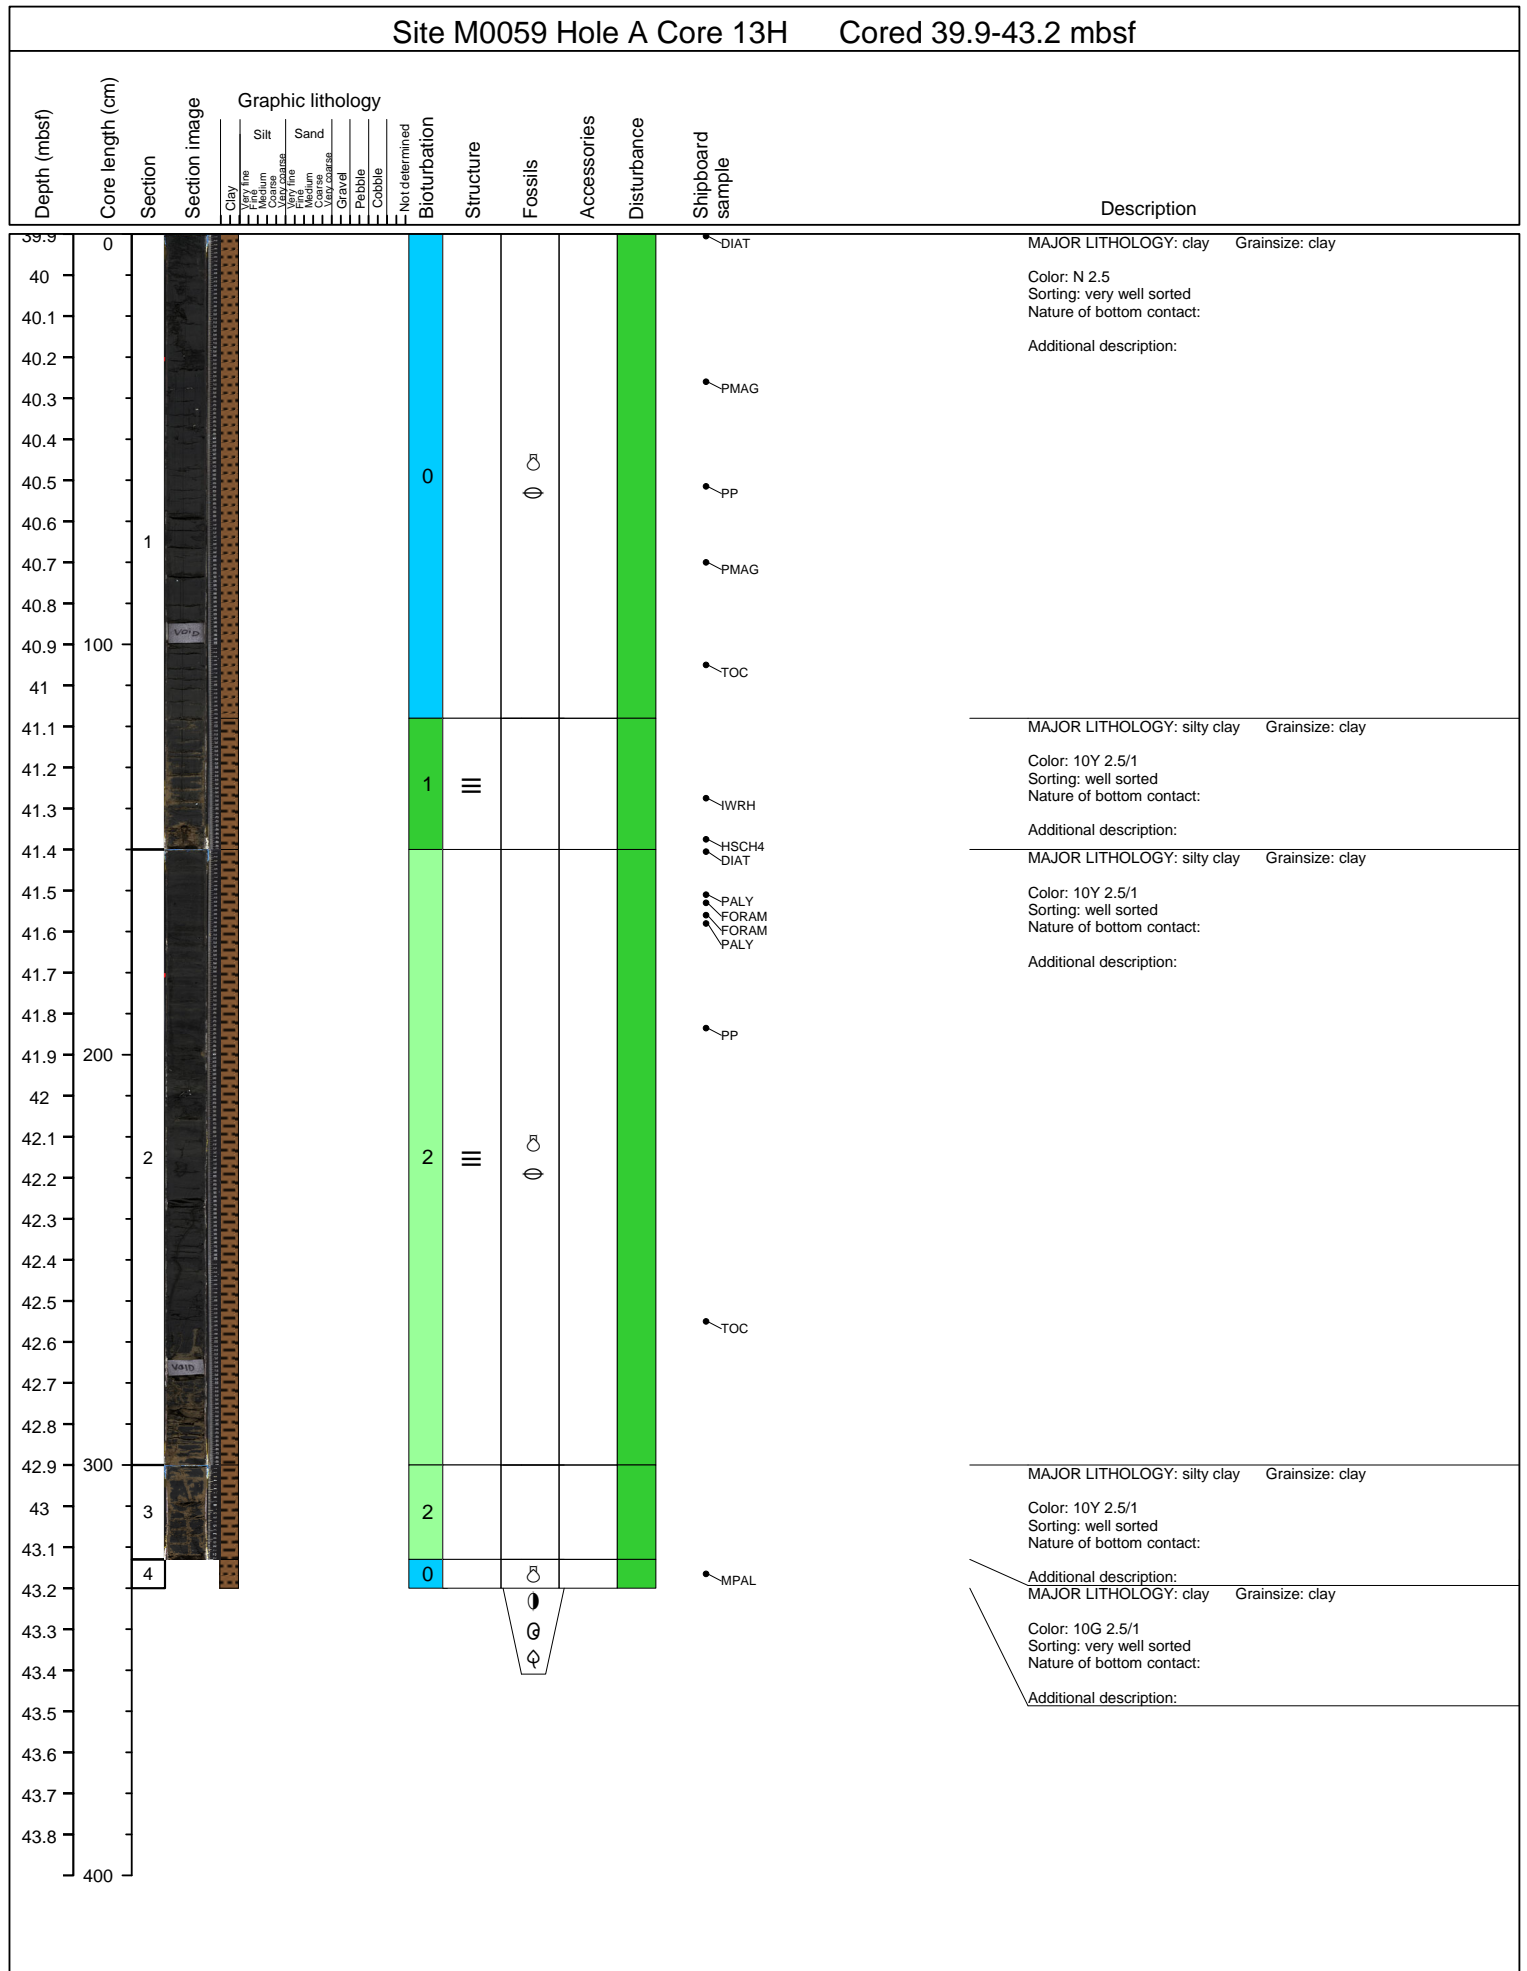 Site M0059 Hole A Core 13H Cored 39.9-43.2 mbsf
Depth (mbsf)
Core length (cm)
Section
Section image
Graphic lithology
Clay
Silt
Very fine
Fine
Medium
Coarse
Very coarse
Sand
Very fine
Fine
Medium
Coarse
Very coarse
Gravel
Pebble
Cobble
Not determined
Bioturbation
Structure
Fossils
Accessories
Disturbance
Shipboard
sample
Description
39.9
40
40.1
40.2
40.3
40.4
40.5
40.6
40.7
40.8
40.9
41
41.1
41.2
41.3
41.4
41.5
41.6
41.7
41.8
41.9
42
42.1
42.2
42.3
42.4
42.5
42.6
42.7
42.8
42.9
43
43.1
43.2
43.3
43.4
43.5
43.6
43.7
43.8
0
100
200
300
400
1
2
3
4
VOID
VOID
0
1
2
2
0
DIAT
PMAG
PP
PMAG
TOC
IWRH
HSCH4
DIAT
PALY
FORAM
FORAM
PALY
PP
TOC
MPAL
MAJOR LITHOLOGY: clay Grainsize: clay
Color: N 2.5
Sorting: very well sorted
Nature of bottom contact:
Additional description:
MAJOR LITHOLOGY: silty clay Grainsize: clay
Color: 10Y 2.5/1
Sorting: well sorted
Nature of bottom contact:
Additional description:
MAJOR LITHOLOGY: silty clay Grainsize: clay
Color: 10Y 2.5/1
Sorting: well sorted
Nature of bottom contact:
Additional description:
MAJOR LITHOLOGY: silty clay Grainsize: clay
Color: 10Y 2.5/1
Sorting: well sorted
Nature of bottom contact:
Additional description:
MAJOR LITHOLOGY: clay Grainsize: clay
Color: 10G 2.5/1
Sorting: very well sorted
Nature of bottom contact:
Additional description: